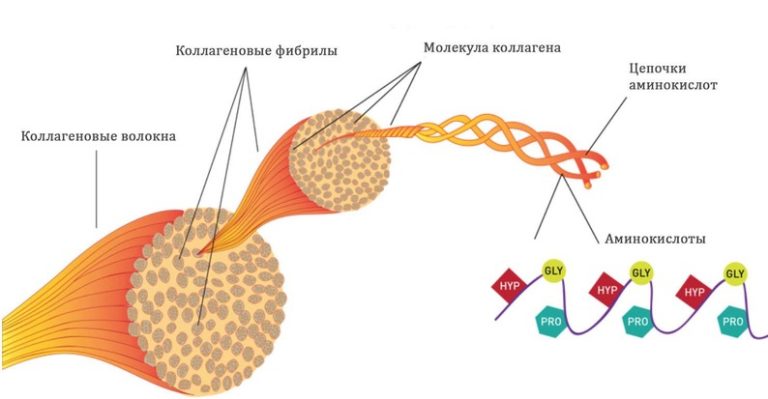 Коллагеновые фибрилы
Молекула коллагена
Цепочки
аминокислот
Коллагеновые волокна
Аминокислоты
HYP
GLY
HYP
GLY
HYP
GLY
PRO
PRO
PRO